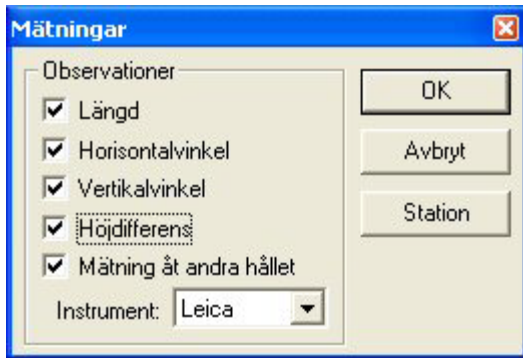 Mätningar
Observationer
Längd
Horisontalvinkel
Vertikalvinkel
Höjdifferens
Mätning åt andra hållet
Instrument: Leica
OK
Avbryt
Station